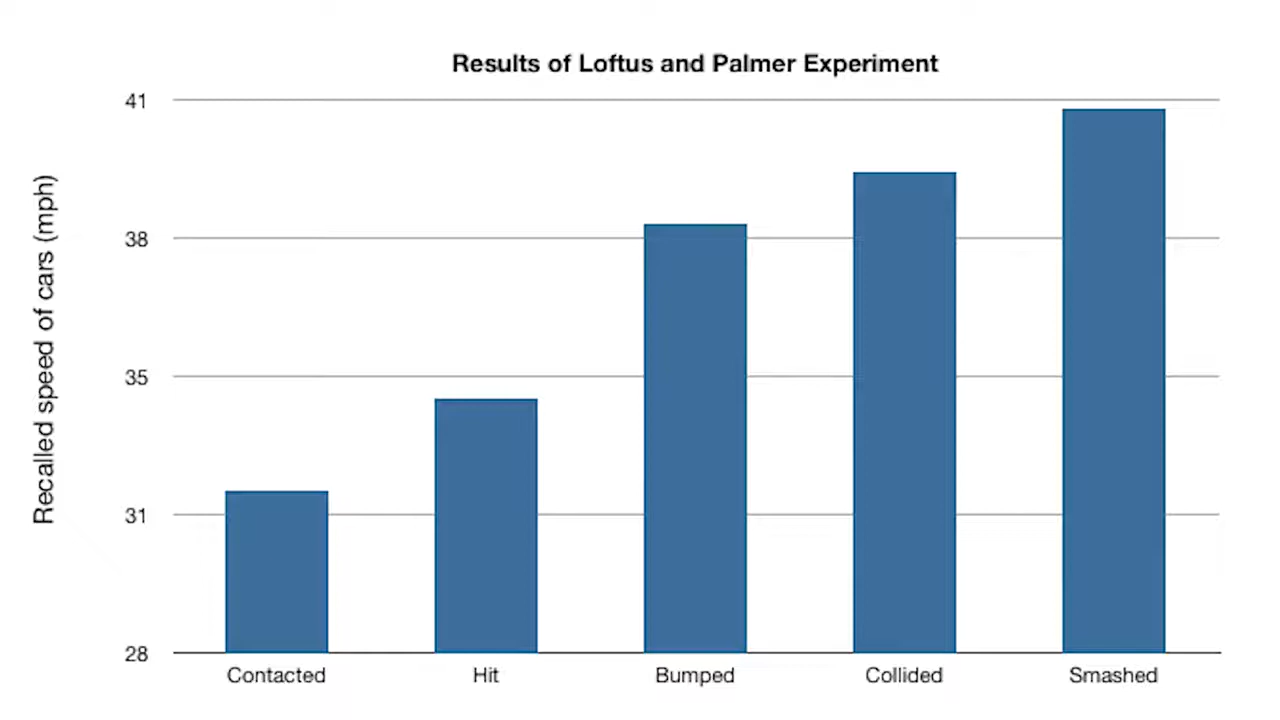 Results of Loftus and Palmer Experiment
Recalled speed of cars (mph)
41
38
35
31
28
Contacted
Hit
Bumped
Collided
Smashed